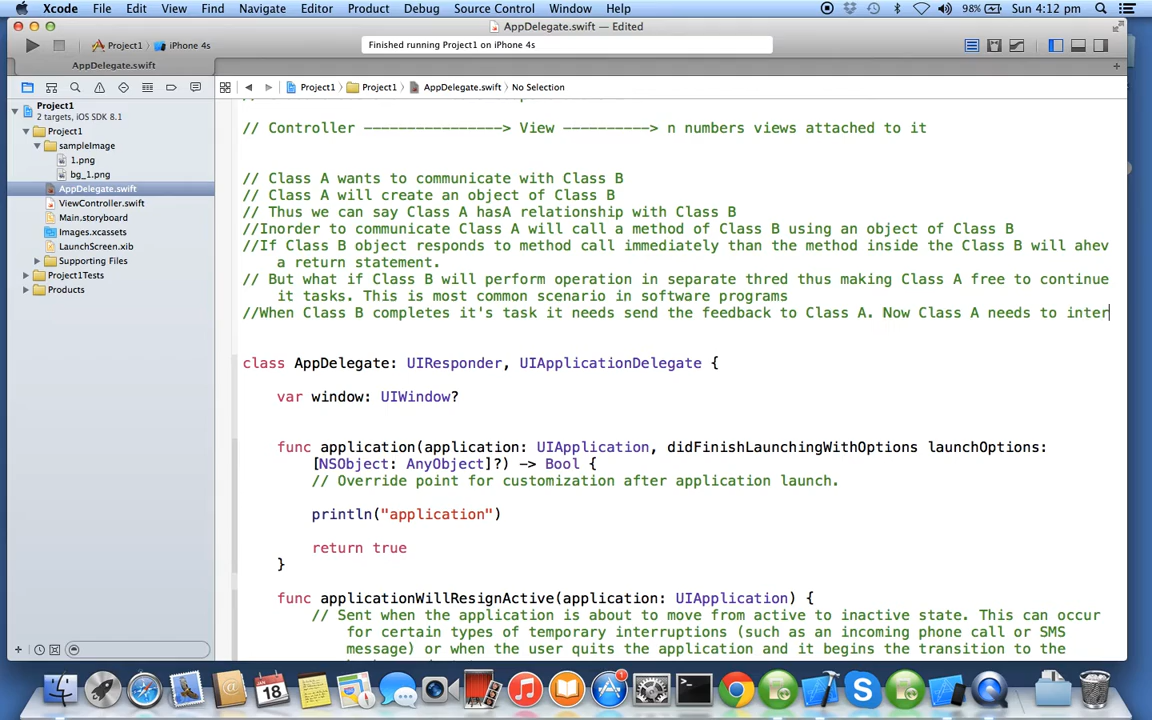 Xcode File Edit View Find Navigate Editor Product Debug Source Control Window Help 98% Sun 4:12 pm
AppDelegate.swift — Edited
Project1 iPhone 4s
Finished running Project1 on iPhone 4s
AppDelegate.swift
Project1 Project1 AppDelegate.swift No Selection
Project1
2 targets, iOS SDK 8.1
Project1
sampleImage
1.png
bg_1.png
AppDelegate.swift
ViewController.swift
Main.storyboard
Images.xcassets
LaunchScreen.xib
Supporting Files
Project1Tests
Products
// Controller ----------------> View ----------> n numbers views attached to it
// Class A wants to communicate with Class B
// Class A will create an object of Class B
// Thus we can say Class A hasA relationship with Class B
//Inorder to communicate Class A will call a method of Class B using an object of Class B
//If Class B object responds to method call immediately than the method inside the Class B will ahev
a return statement.
// But what if Class B will perform operation in separate thred thus making Class A free to continue
it tasks. This is most common scenario in software programs
//When Class B completes it's task it needs send the feedback to Class A. Now Class A needs to inter
class AppDelegate: UIResponder, UIApplicationDelegate {
var window: UIWindow?
func application(application: UIApplication, didFinishLaunchingWithOptions launchOptions:
[NSObject: AnyObject]?) -> Bool {
// Override point for customization after application launch.
println("application")
return true
}
func applicationWillResignActive(application: UIApplication) {
// Sent when the application is about to move from active to inactive state. This can occur
for certain types of temporary interruptions (such as an incoming phone call or SMS
message) or when the user quits the application and it begins the transition to the